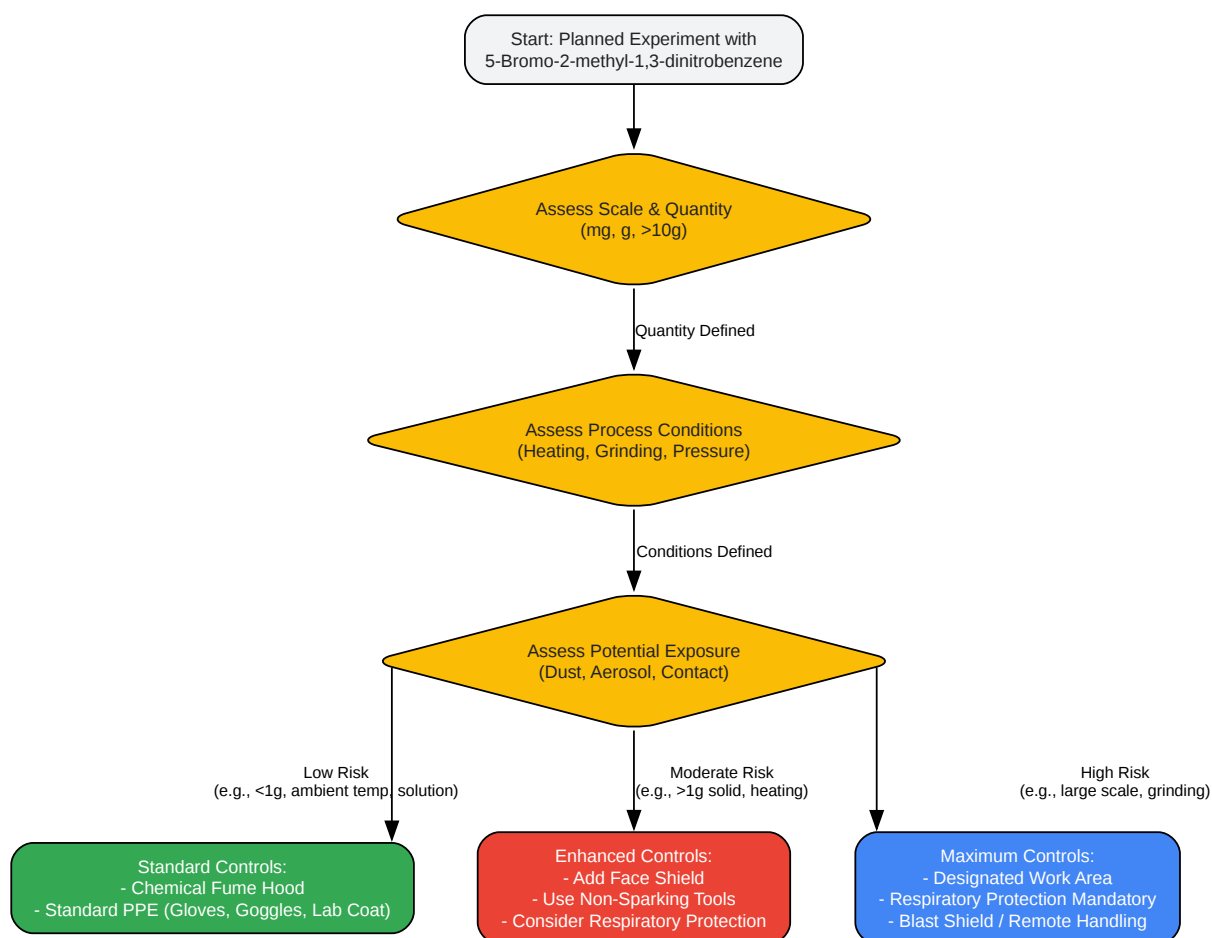 Start: Planned Experiment with
5-Bromo-2-methyl-1,3-dinitrobenzene
Assess Scale & Quantity
(mg, g, >10g)
Quantity Defined
Assess Process Conditions
(Heating, Grinding, Pressure)
Conditions Defined
Assess Potential Exposure
(Dust, Aerosol, Contact)
Low Risk
(e.g., <1g, ambient temp, solution)
Moderate Risk
(e.g., >1g solid, heating)
High Risk
(e.g., large scale, grinding)
Standard Controls:
- Chemical Fume Hood
- Standard PPE (Gloves, Goggles, Lab Coat)
Enhanced Controls:
- Add Face Shield
- Use Non-Sparking Tools
- Consider Respiratory Protection
Maximum Controls:
- Designated Work Area
- Respiratory Protection Mandatory
- Blast Shield / Remote Handling